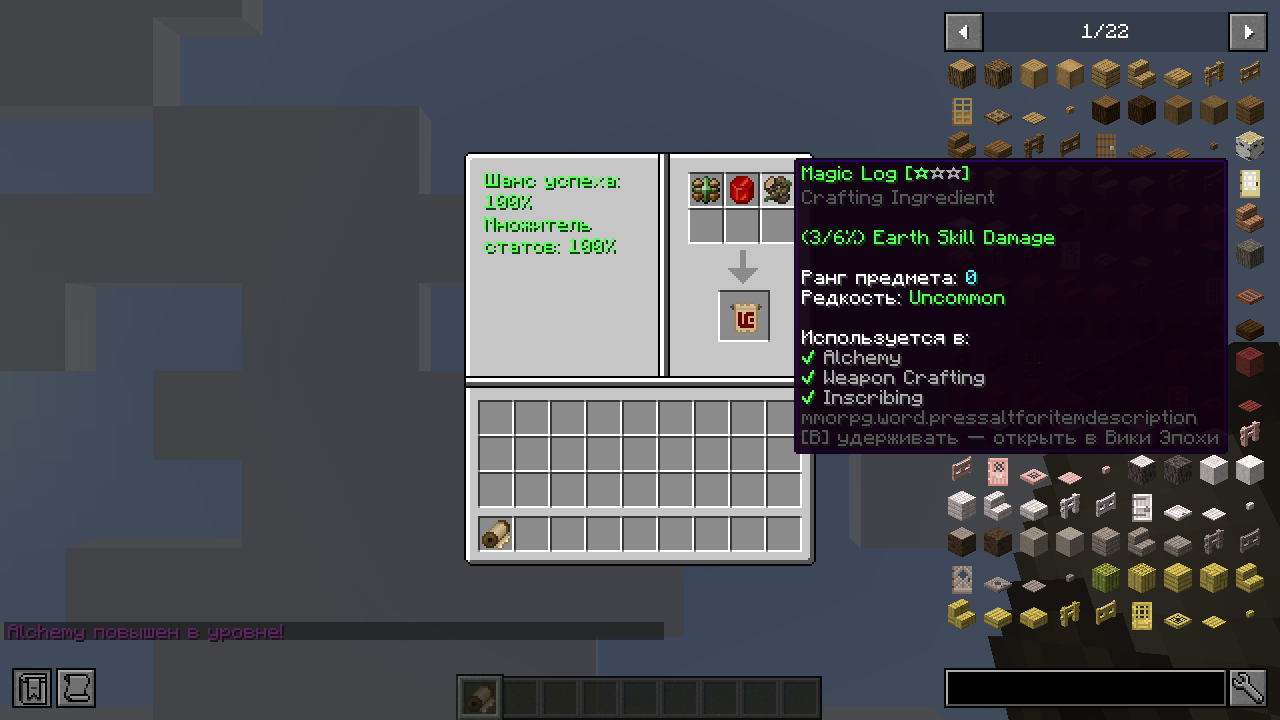 1/22
Шанс успеха:
100%
Множитель
статов: 100%
Magic Log [★☆☆]
Crafting Ingredient
(3/6%) Earth Skill Damage
Ранг предмета: 0
Редкость: Uncommon
Используется в:
✓ Alchemy
✓ Weapon Crafting
✓ Inscribing
mmorpg.word.pressaltforitemdescription
[B] удерживать — открыть в Вики Эпохи
Alchemy повышен в уровне!